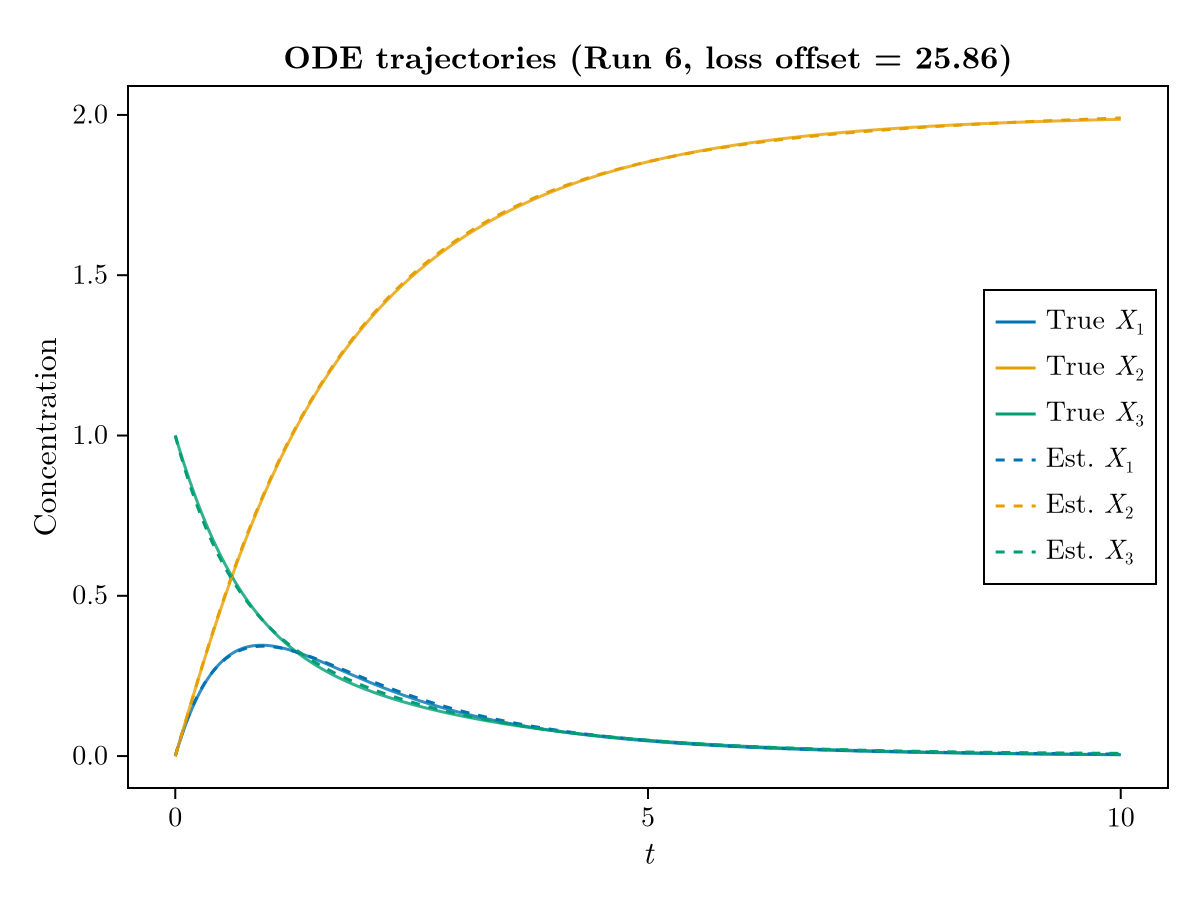 ODE trajectories (Run 6, loss offset = 25.86)
2.0
1.5
1.0
0.5
0.0
Concentration
0
5
10
t
True X₁
True X₂
True X₃
Est. X₁
Est. X₂
Est. X₃